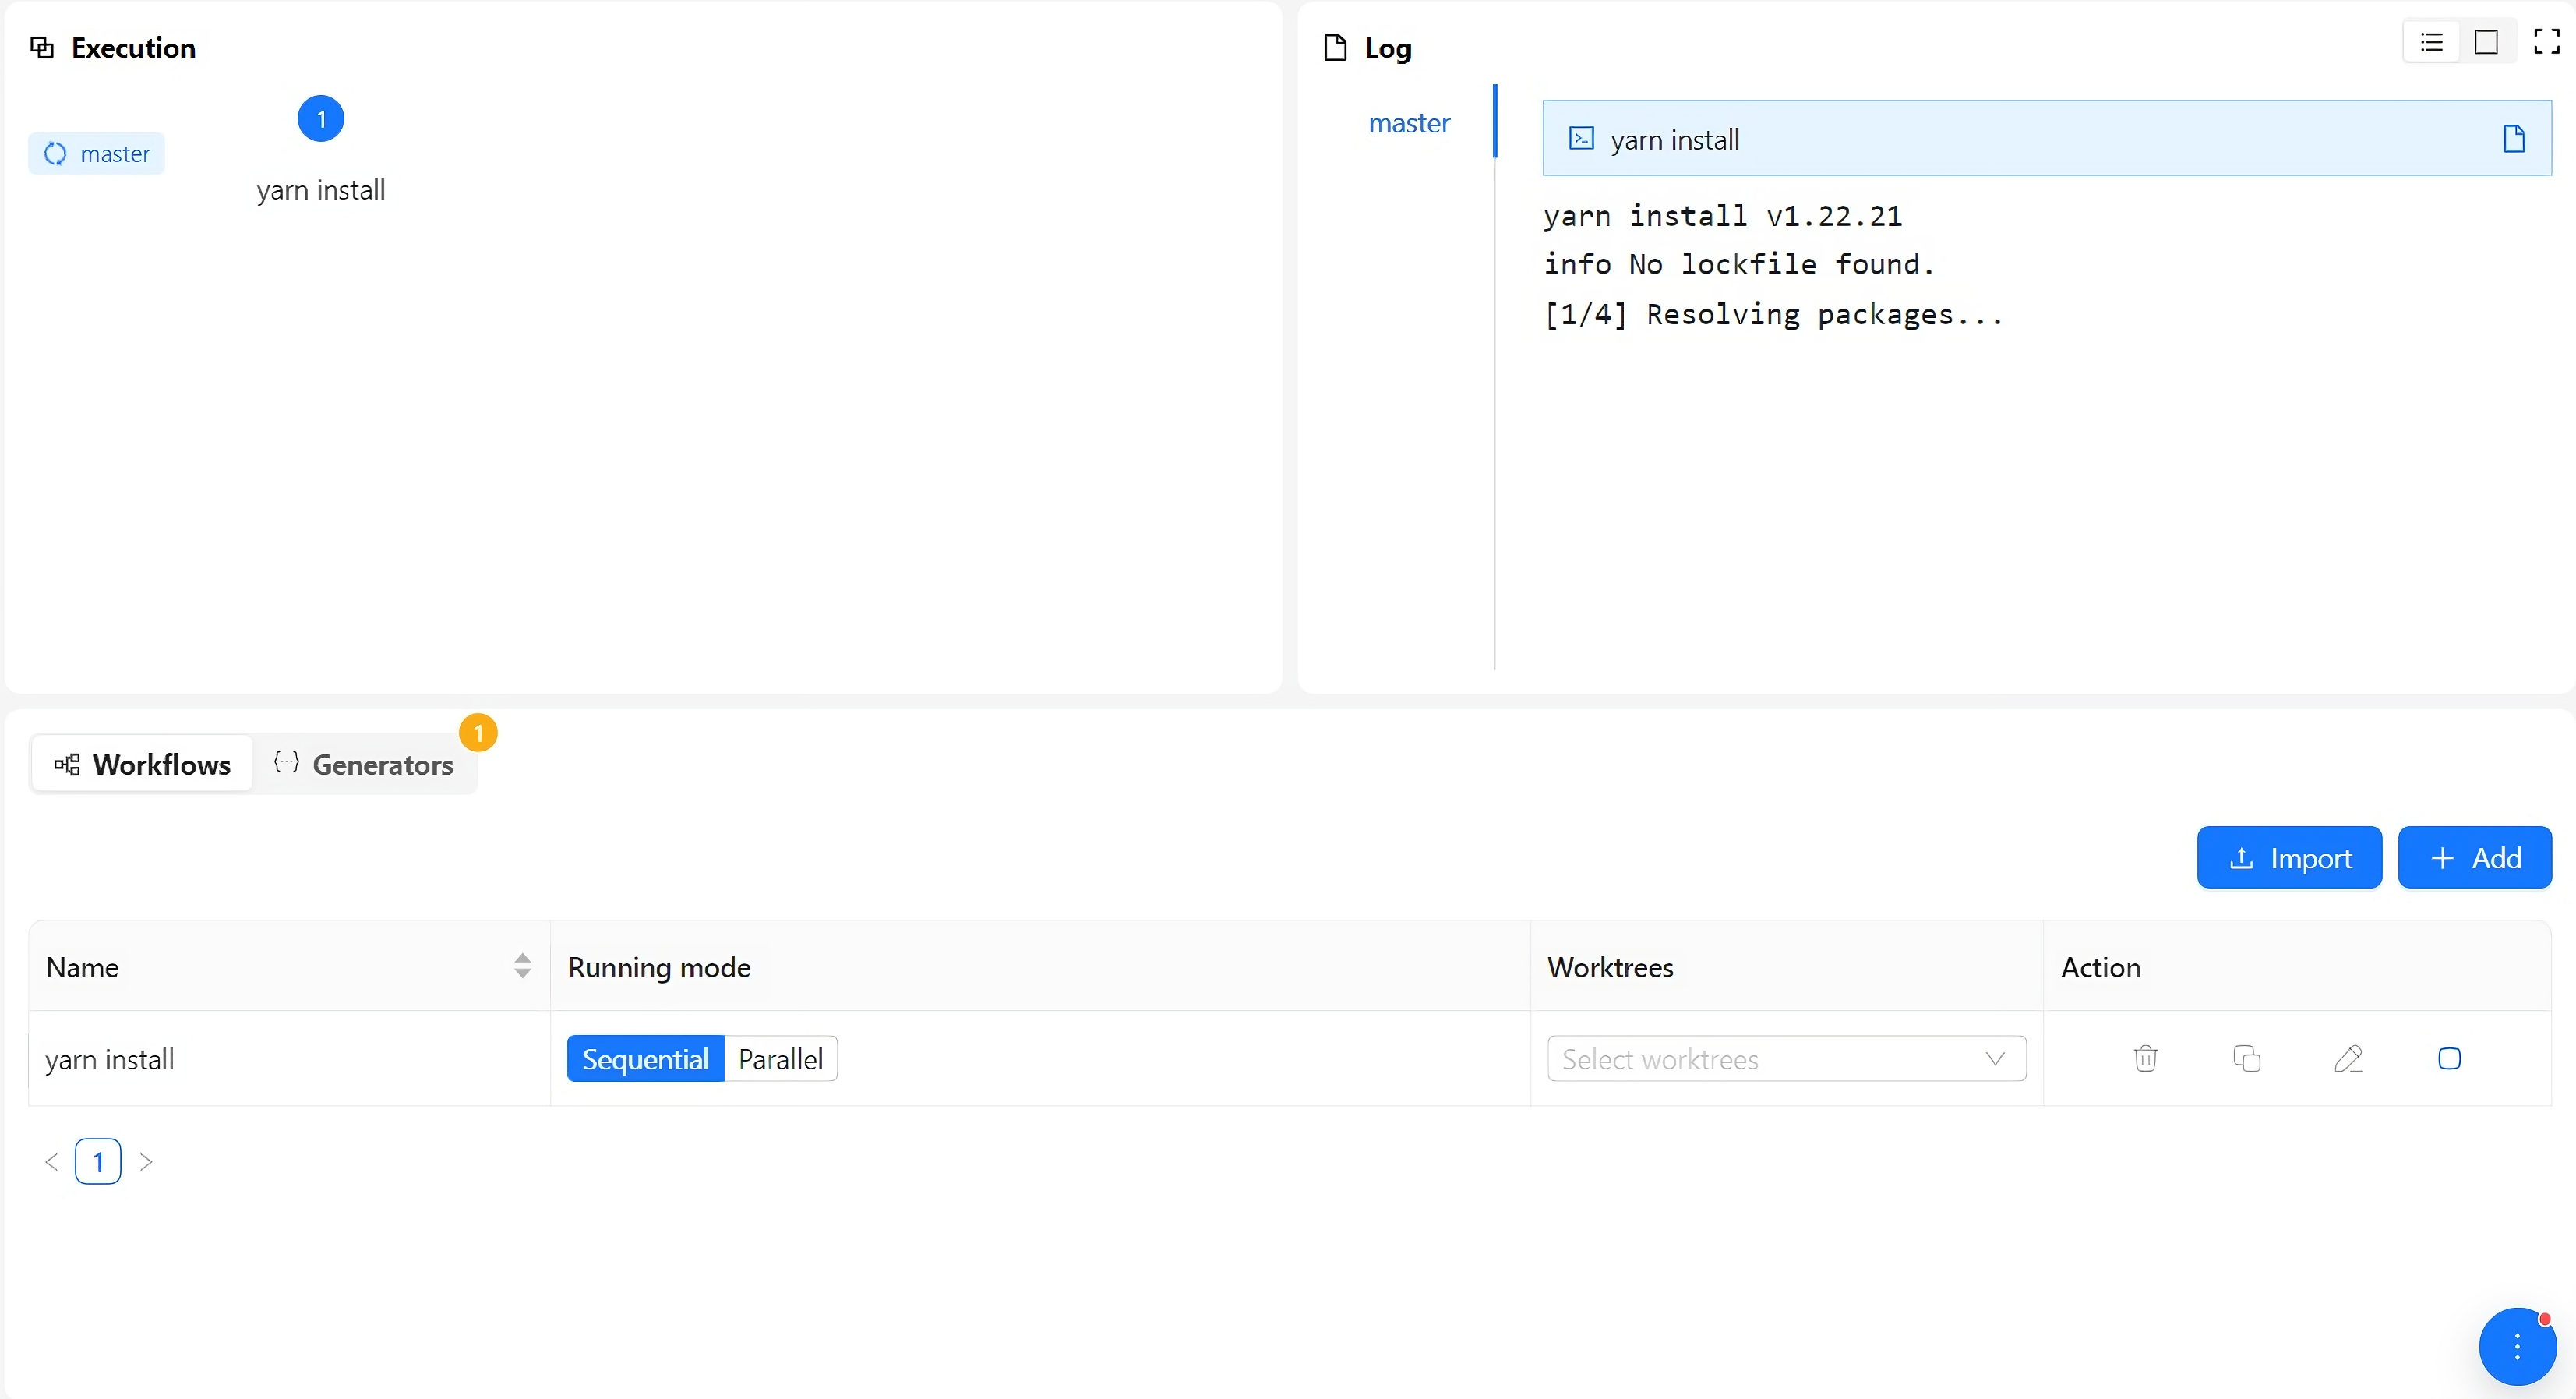 Execution
1
master
yarn install
Log
master
yarn install
yarn install v1.22.21
info No lockfile found.
[1/4] Resolving packages...
Workflows
Generators
1
Import
Add
Name
Running mode
Worktrees
Action
yarn install
Sequential
Parallel
Select worktrees
1